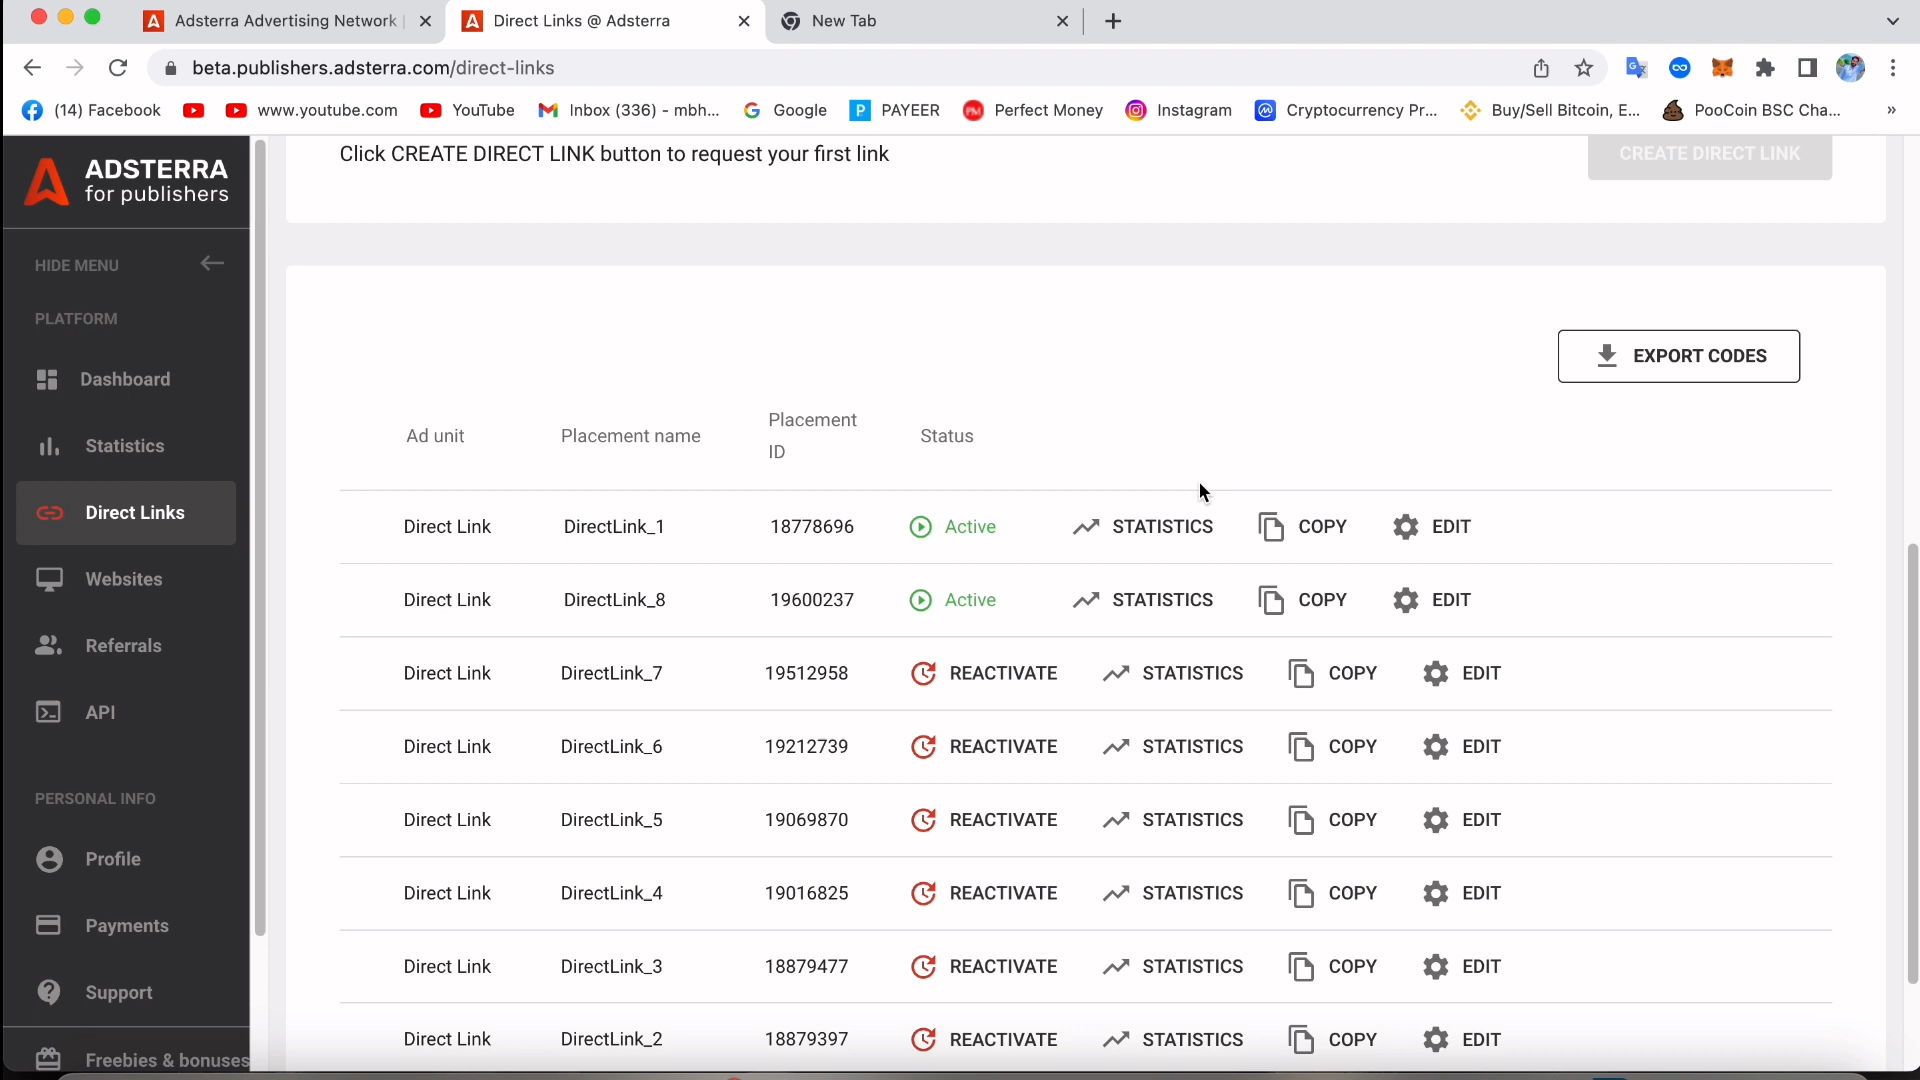 Adsterra Advertising Network
Direct Links @ Adsterra
New Tab
beta.publishers.adsterra.com/direct-links
(14) Facebook
www.youtube.com
YouTube
Inbox (336) - mbh...
Google
PAYEER
Perfect Money
Instagram
Cryptocurrency Pr...
Buy/Sell Bitcoin, E...
PooCoin BSC Cha...
»
ADSTERRA
for publishers
HIDE MENU
PLATFORM
Dashboard
Statistics
Direct Links
Websites
Referrals
API
PERSONAL INFO
Profile
Payments
Support
Freebies & bonuses
Click CREATE DIRECT LINK button to request your first link
CREATE DIRECT LINK
EXPORT CODES
Ad unit Placement name Placement ID Status
Direct Link DirectLink_1 18778696 Active STATISTICS COPY EDIT
Direct Link DirectLink_8 19600237 Active STATISTICS COPY EDIT
Direct Link DirectLink_7 19512958 REACTIVATE STATISTICS COPY EDIT
Direct Link DirectLink_6 19212739 REACTIVATE STATISTICS COPY EDIT
Direct Link DirectLink_5 19069870 REACTIVATE STATISTICS COPY EDIT
Direct Link DirectLink_4 19016825 REACTIVATE STATISTICS COPY EDIT
Direct Link DirectLink_3 18879477 REACTIVATE STATISTICS COPY EDIT
Direct Link DirectLink_2 18879397 REACTIVATE STATISTICS COPY EDIT